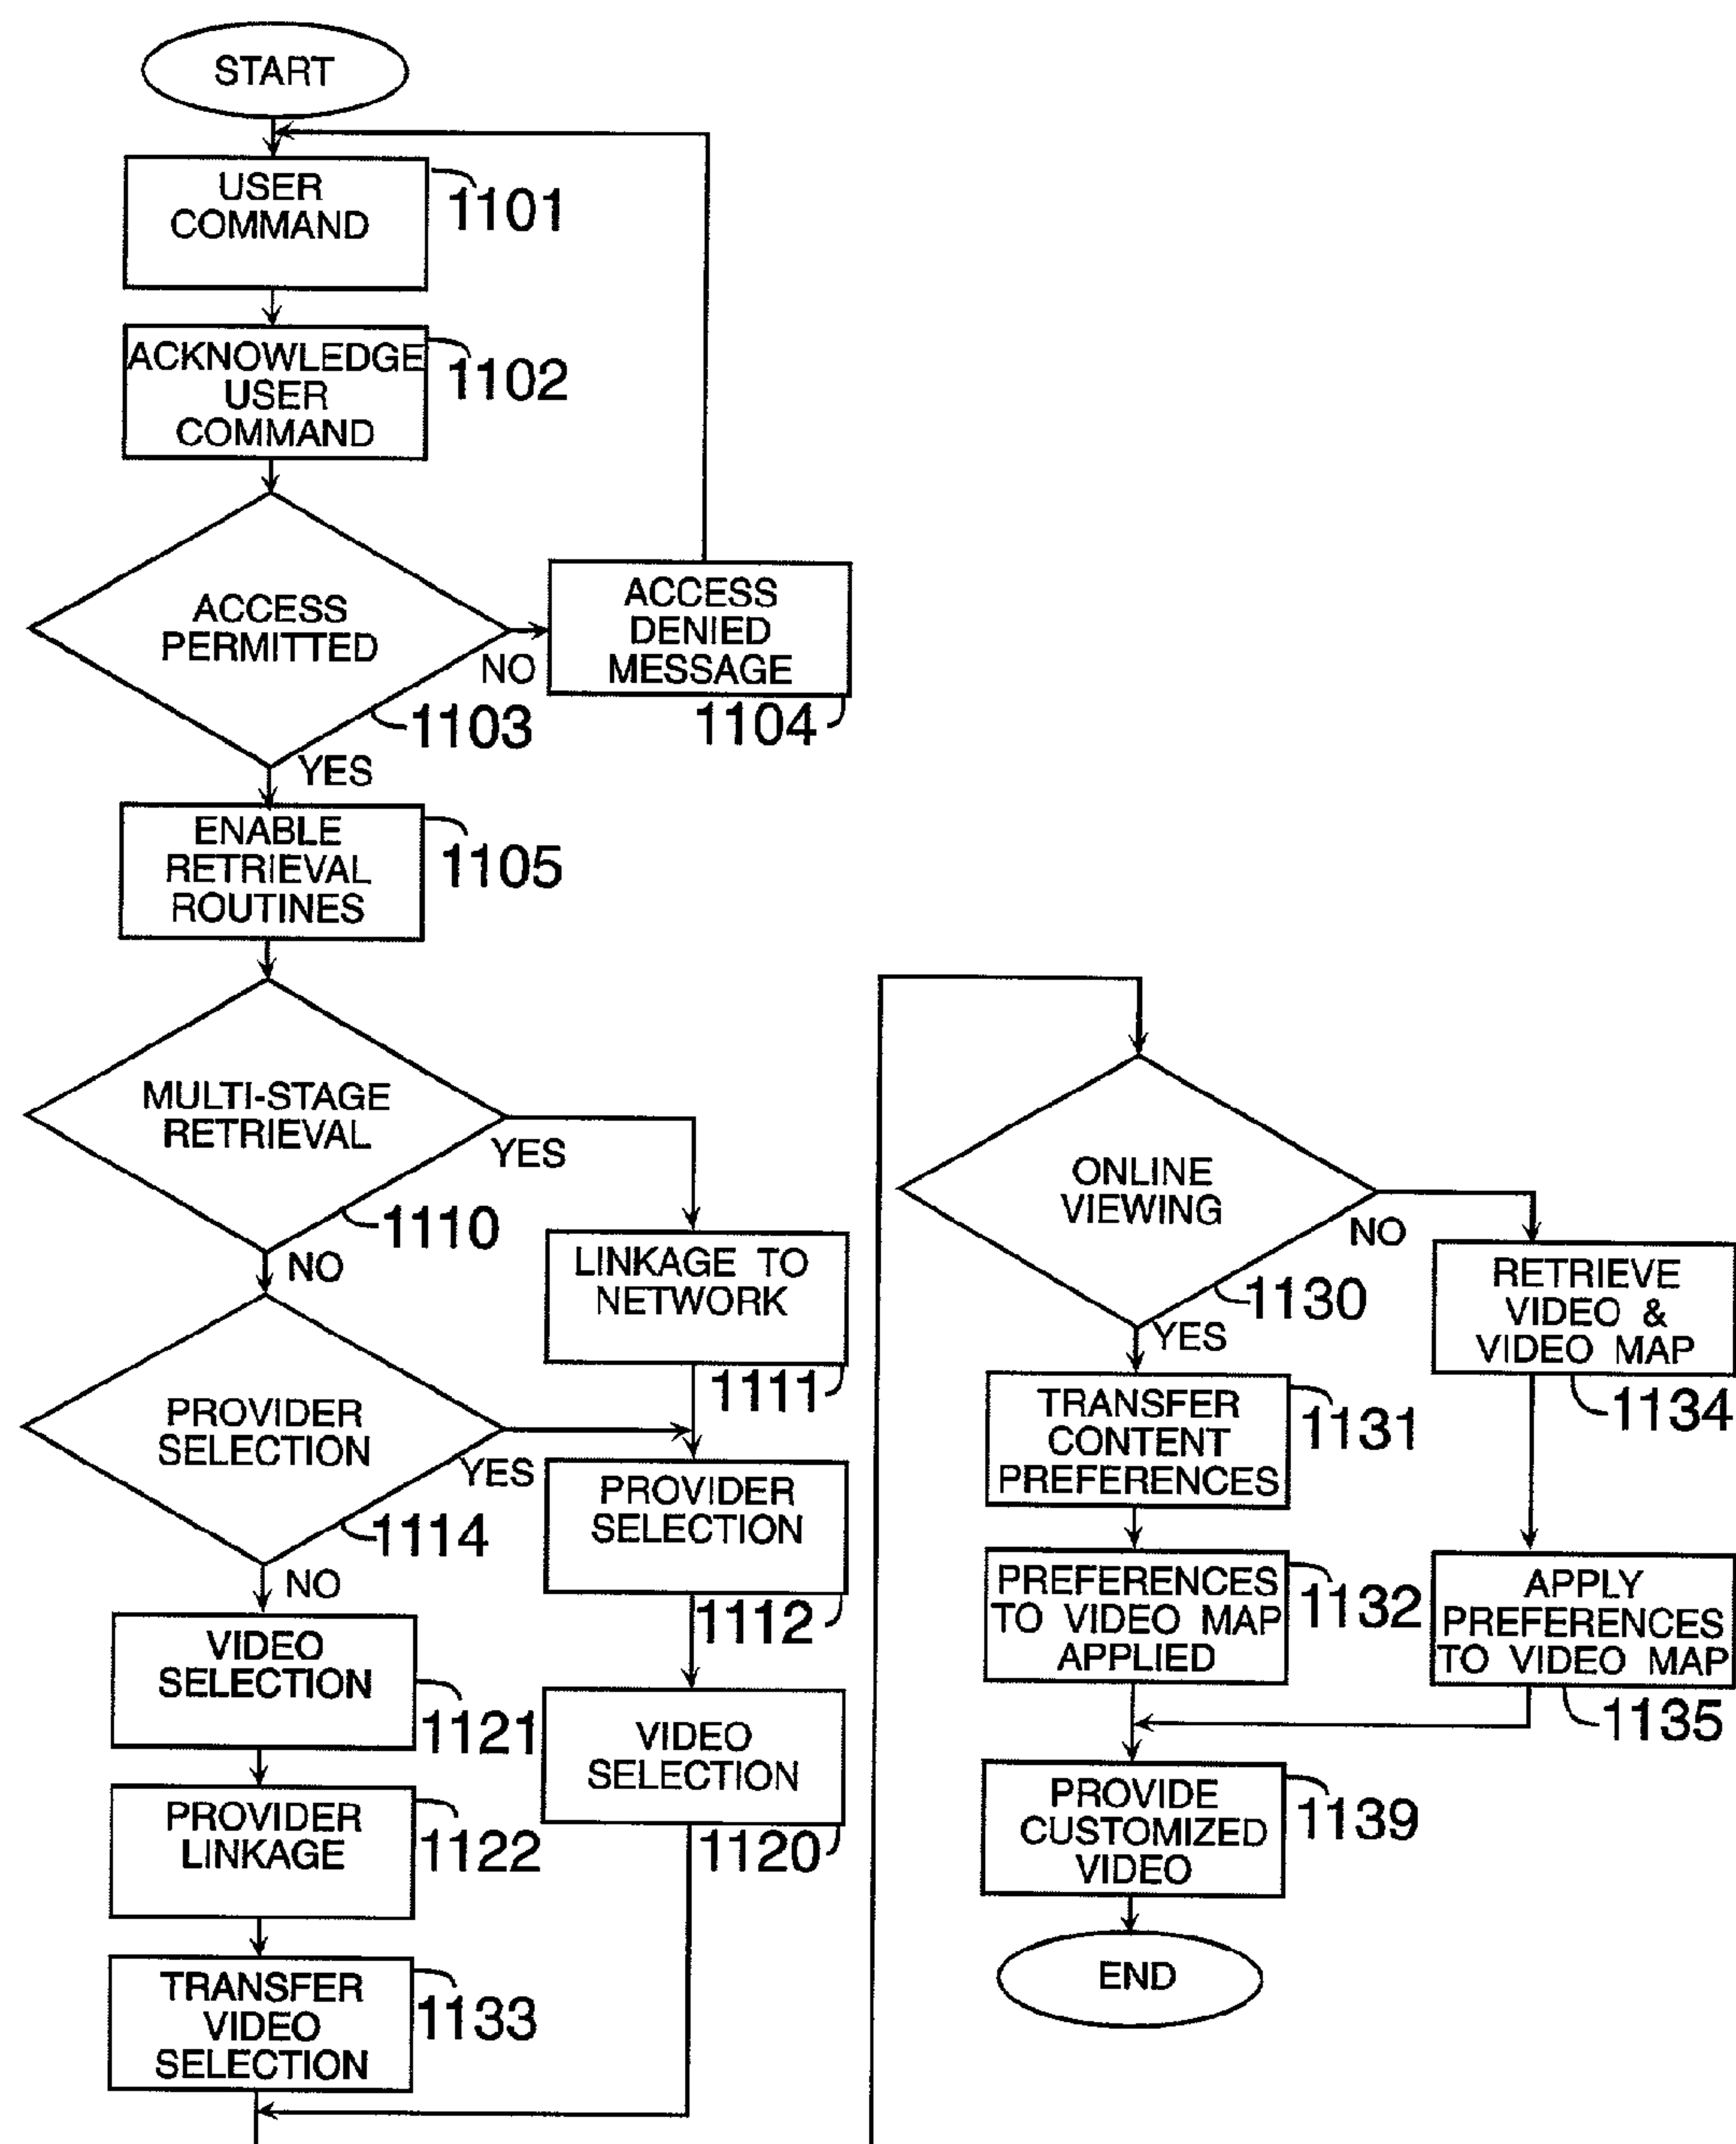 START
USER
COMMAND
1101
ACKNOWLEDGE
USER
COMMAND
1102
ACCESS
PERMITTED
NO
1103
YES
ACCESS
DENIED
MESSAGE
1104
ENABLE
RETRIEVAL
ROUTINES
1105
MULTI-STAGE
RETRIEVAL
YES
1110
NO
LINKAGE TO
NETWORK
1111
PROVIDER
SELECTION
YES
1114
NO
PROVIDER
SELECTION
1112
VIDEO
SELECTION
1121
VIDEO
SELECTION
1120
PROVIDER
LINKAGE
1122
TRANSFER
VIDEO
SELECTION
1133
ONLINE
VIEWING
NO
1130
YES
RETRIEVE
VIDEO &
VIDEO MAP
1134
TRANSFER
CONTENT
PREFERENCES
1131
PREFERENCES
TO VIDEO MAP
APPLIED
1132
APPLY
PREFERENCES
TO VIDEO MAP
1135
PROVIDE
CUSTOMIZED
VIDEO
1139
END